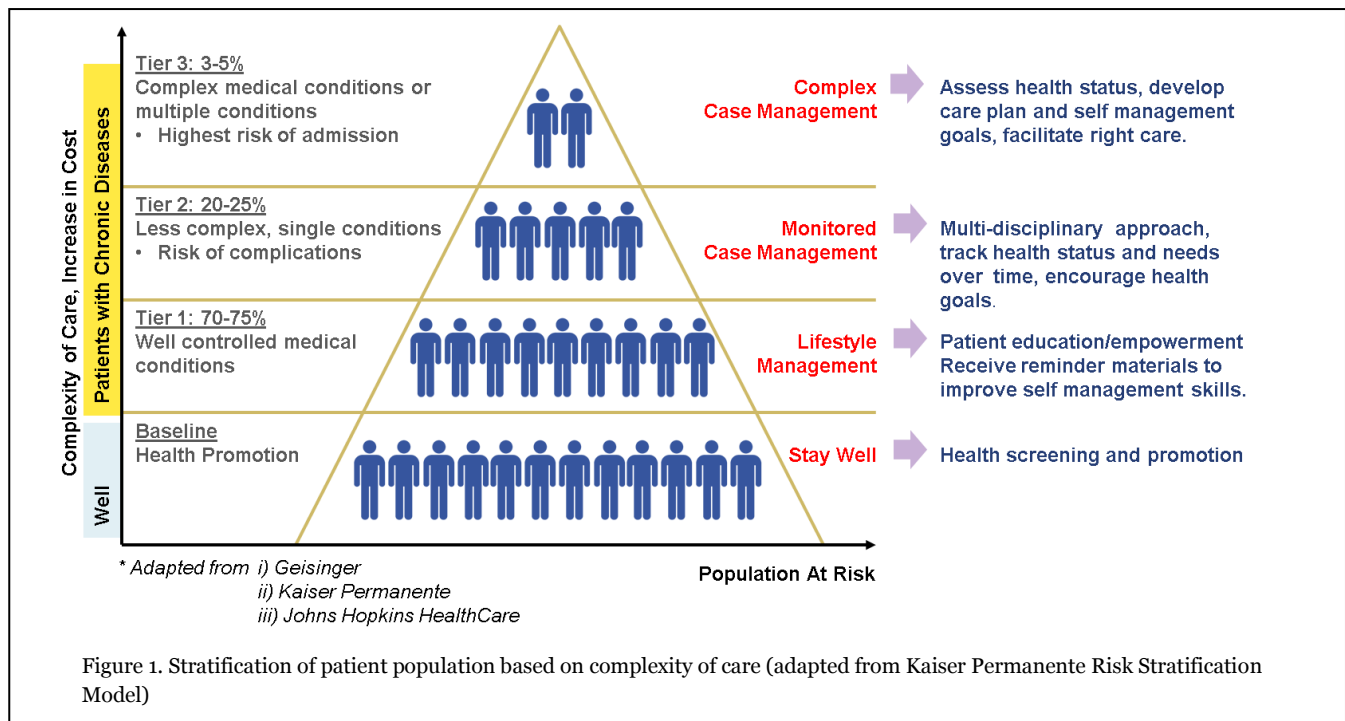 Complexity of Care, Increase in Cost
Patients with Chronic Diseases
Well
Tier 3: 3-5%
Complex medical conditions or
multiple conditions
• Highest risk of admission
Complex
Case Management
Assess health status, develop
care plan and self management
goals, facilitate right care.
Tier 2: 20-25%
Less complex, single conditions
• Risk of complications
Monitored
Case Management
Multi-disciplinary approach,
track health status and needs
over time, encourage health
goals.
Tier 1: 70-75%
Well controlled medical
conditions
Lifestyle
Management
Patient education/empowerment
Receive reminder materials to
improve self management skills.
Baseline
Health Promotion
Stay Well
Health screening and promotion
* Adapted from i) Geisinger
ii) Kaiser Permanente
iii) Johns Hopkins HealthCare
Population At Risk
Figure 1. Stratification of patient population based on complexity of care (adapted from Kaiser Permanente Risk Stratification
Model)